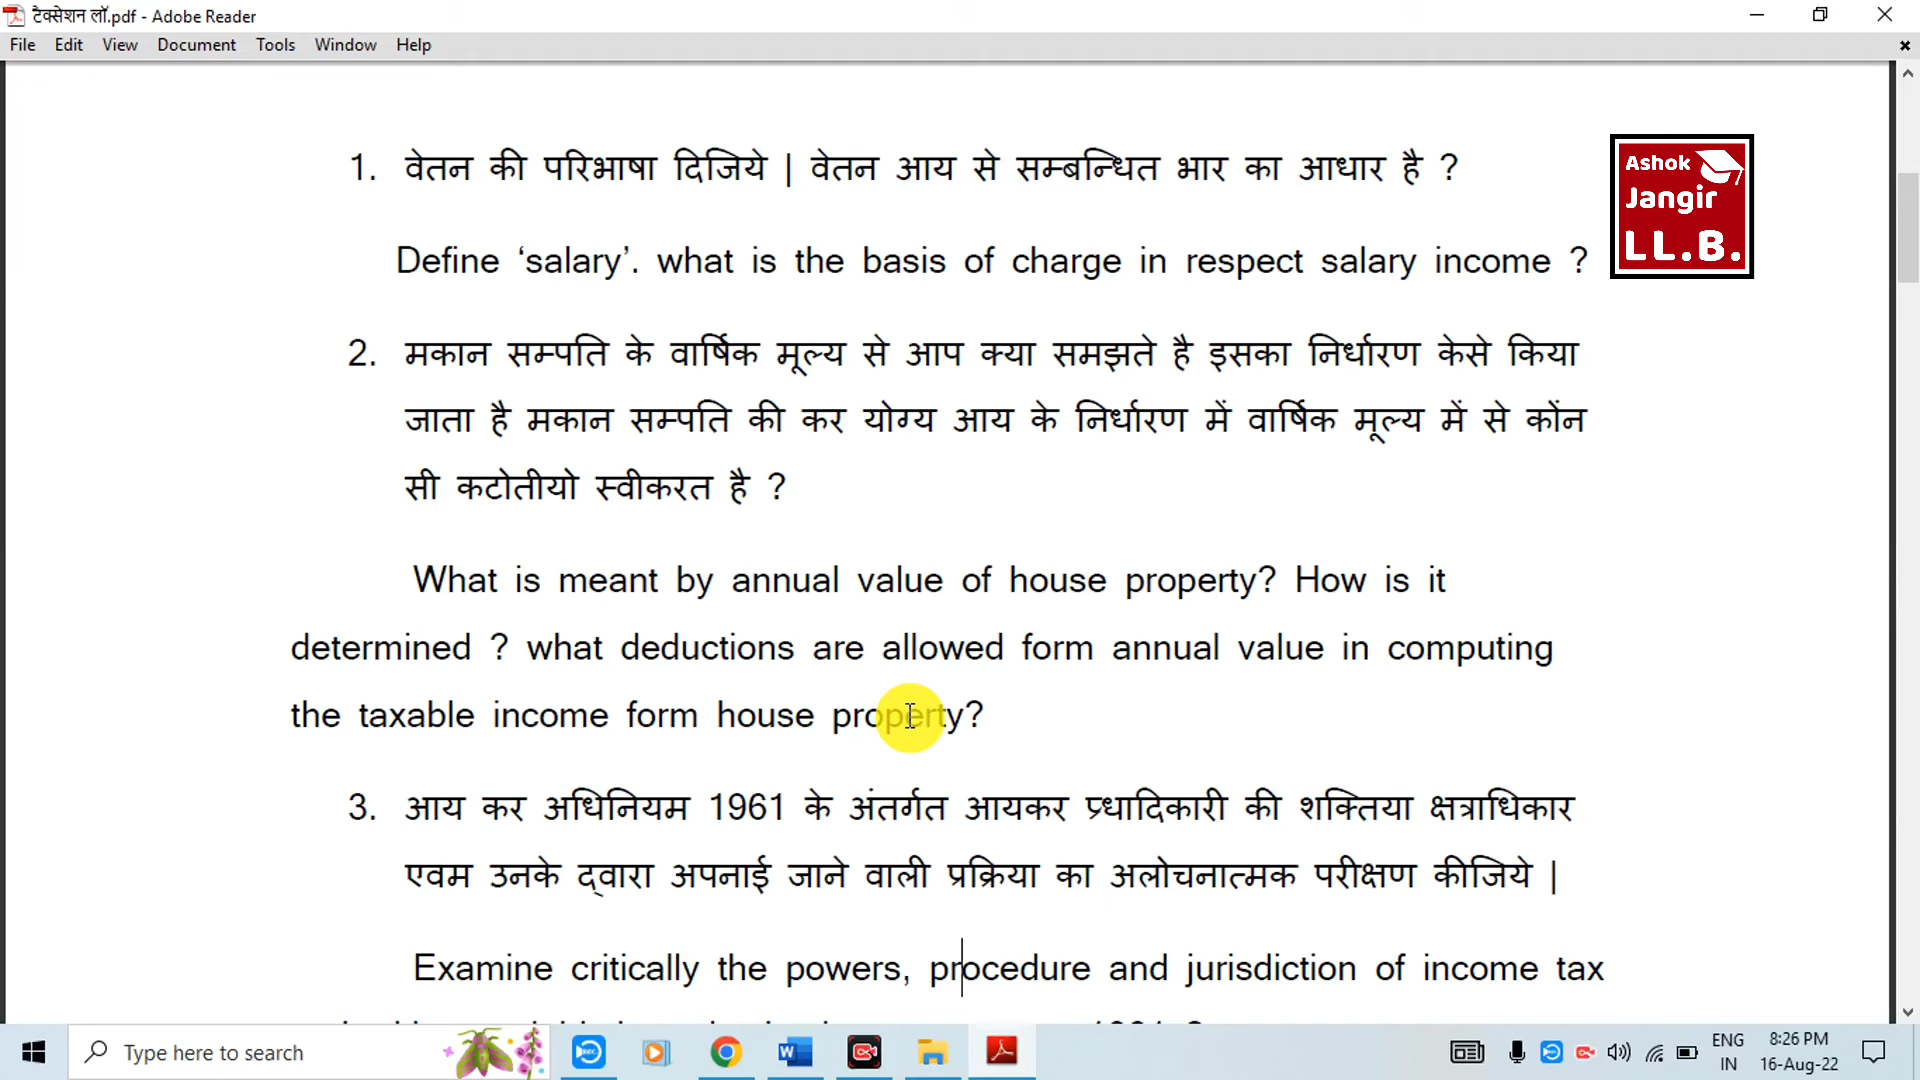 टैक्सेशन लॉ.pdf - Adobe Reader
File Edit View Document Tools Window Help
1. वेतन की परिभाषा दिजिये | वेतन आय से सम्बन्धित भार का आधार है ?
Define ‘salary’. what is the basis of charge in respect salary income ?
Ashok
Jangir
LL.B.
2. मकान सम्पति के वार्षिक मूल्य से आप क्या समझते है इसका निर्धारण केसे किया
जाता है मकान सम्पति की कर योग्य आय के निर्धारण में वार्षिक मूल्य में से कोंन
सी कटोतीयो स्वीकरत है ?
What is meant by annual value of house property? How is it
determined ? what deductions are allowed form annual value in computing
the taxable income form house property?
3. आय कर अधिनियम 1961 के अंतर्गत आयकर प्रधादिकारी की शक्तिया क्षत्राधिकार
एवम उनके द्वारा अपनाई जाने वाली प्रक्रिया का अलोचनात्मक परीक्षण कीजिये |
Examine critically the powers, procedure and jurisdiction of income tax
Type here to search
REC
ENG
IN
8:26 PM
16-Aug-22